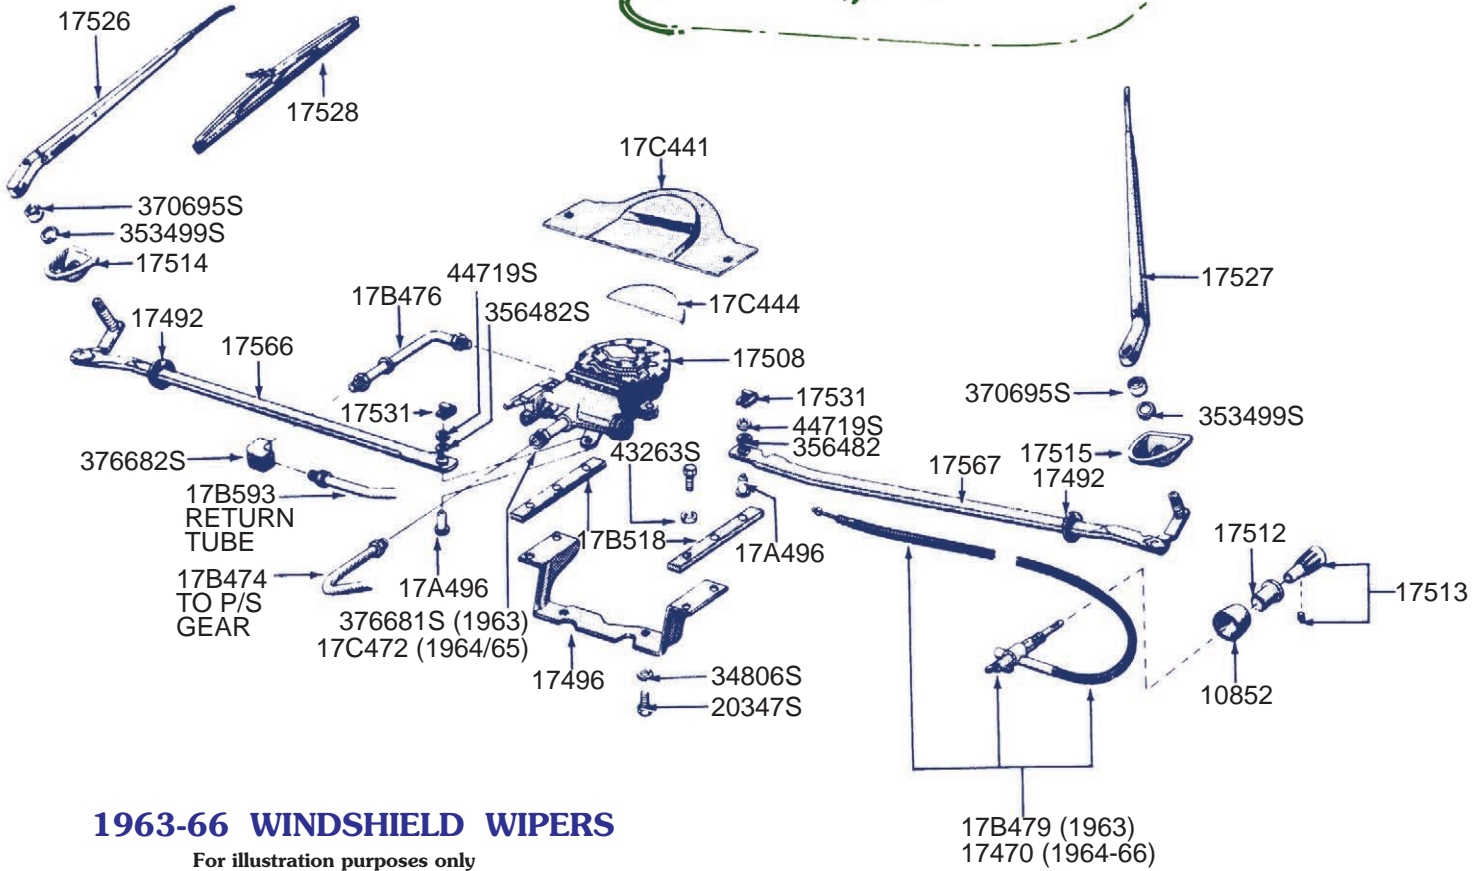 17526
17528
17C441
370695S
353499S
17514
44719S
17B476
356482S
17C444
17527
17492
17566
17508
17531
17531
370695S
353499S
44719S
356482
43263S
376682S
17567
17515
17492
17B593
RETURN
TUBE
17B518
17A496
17512
17B474
TO P/S
GEAR
17A496
17513
376681S (1963)
17C472 (1964/65)
17496
34806S
20347S
10852
17B479 (1963)
17470 (1964-66)
1963-66 WINDSHIELD WIPERS
For illustration purposes only